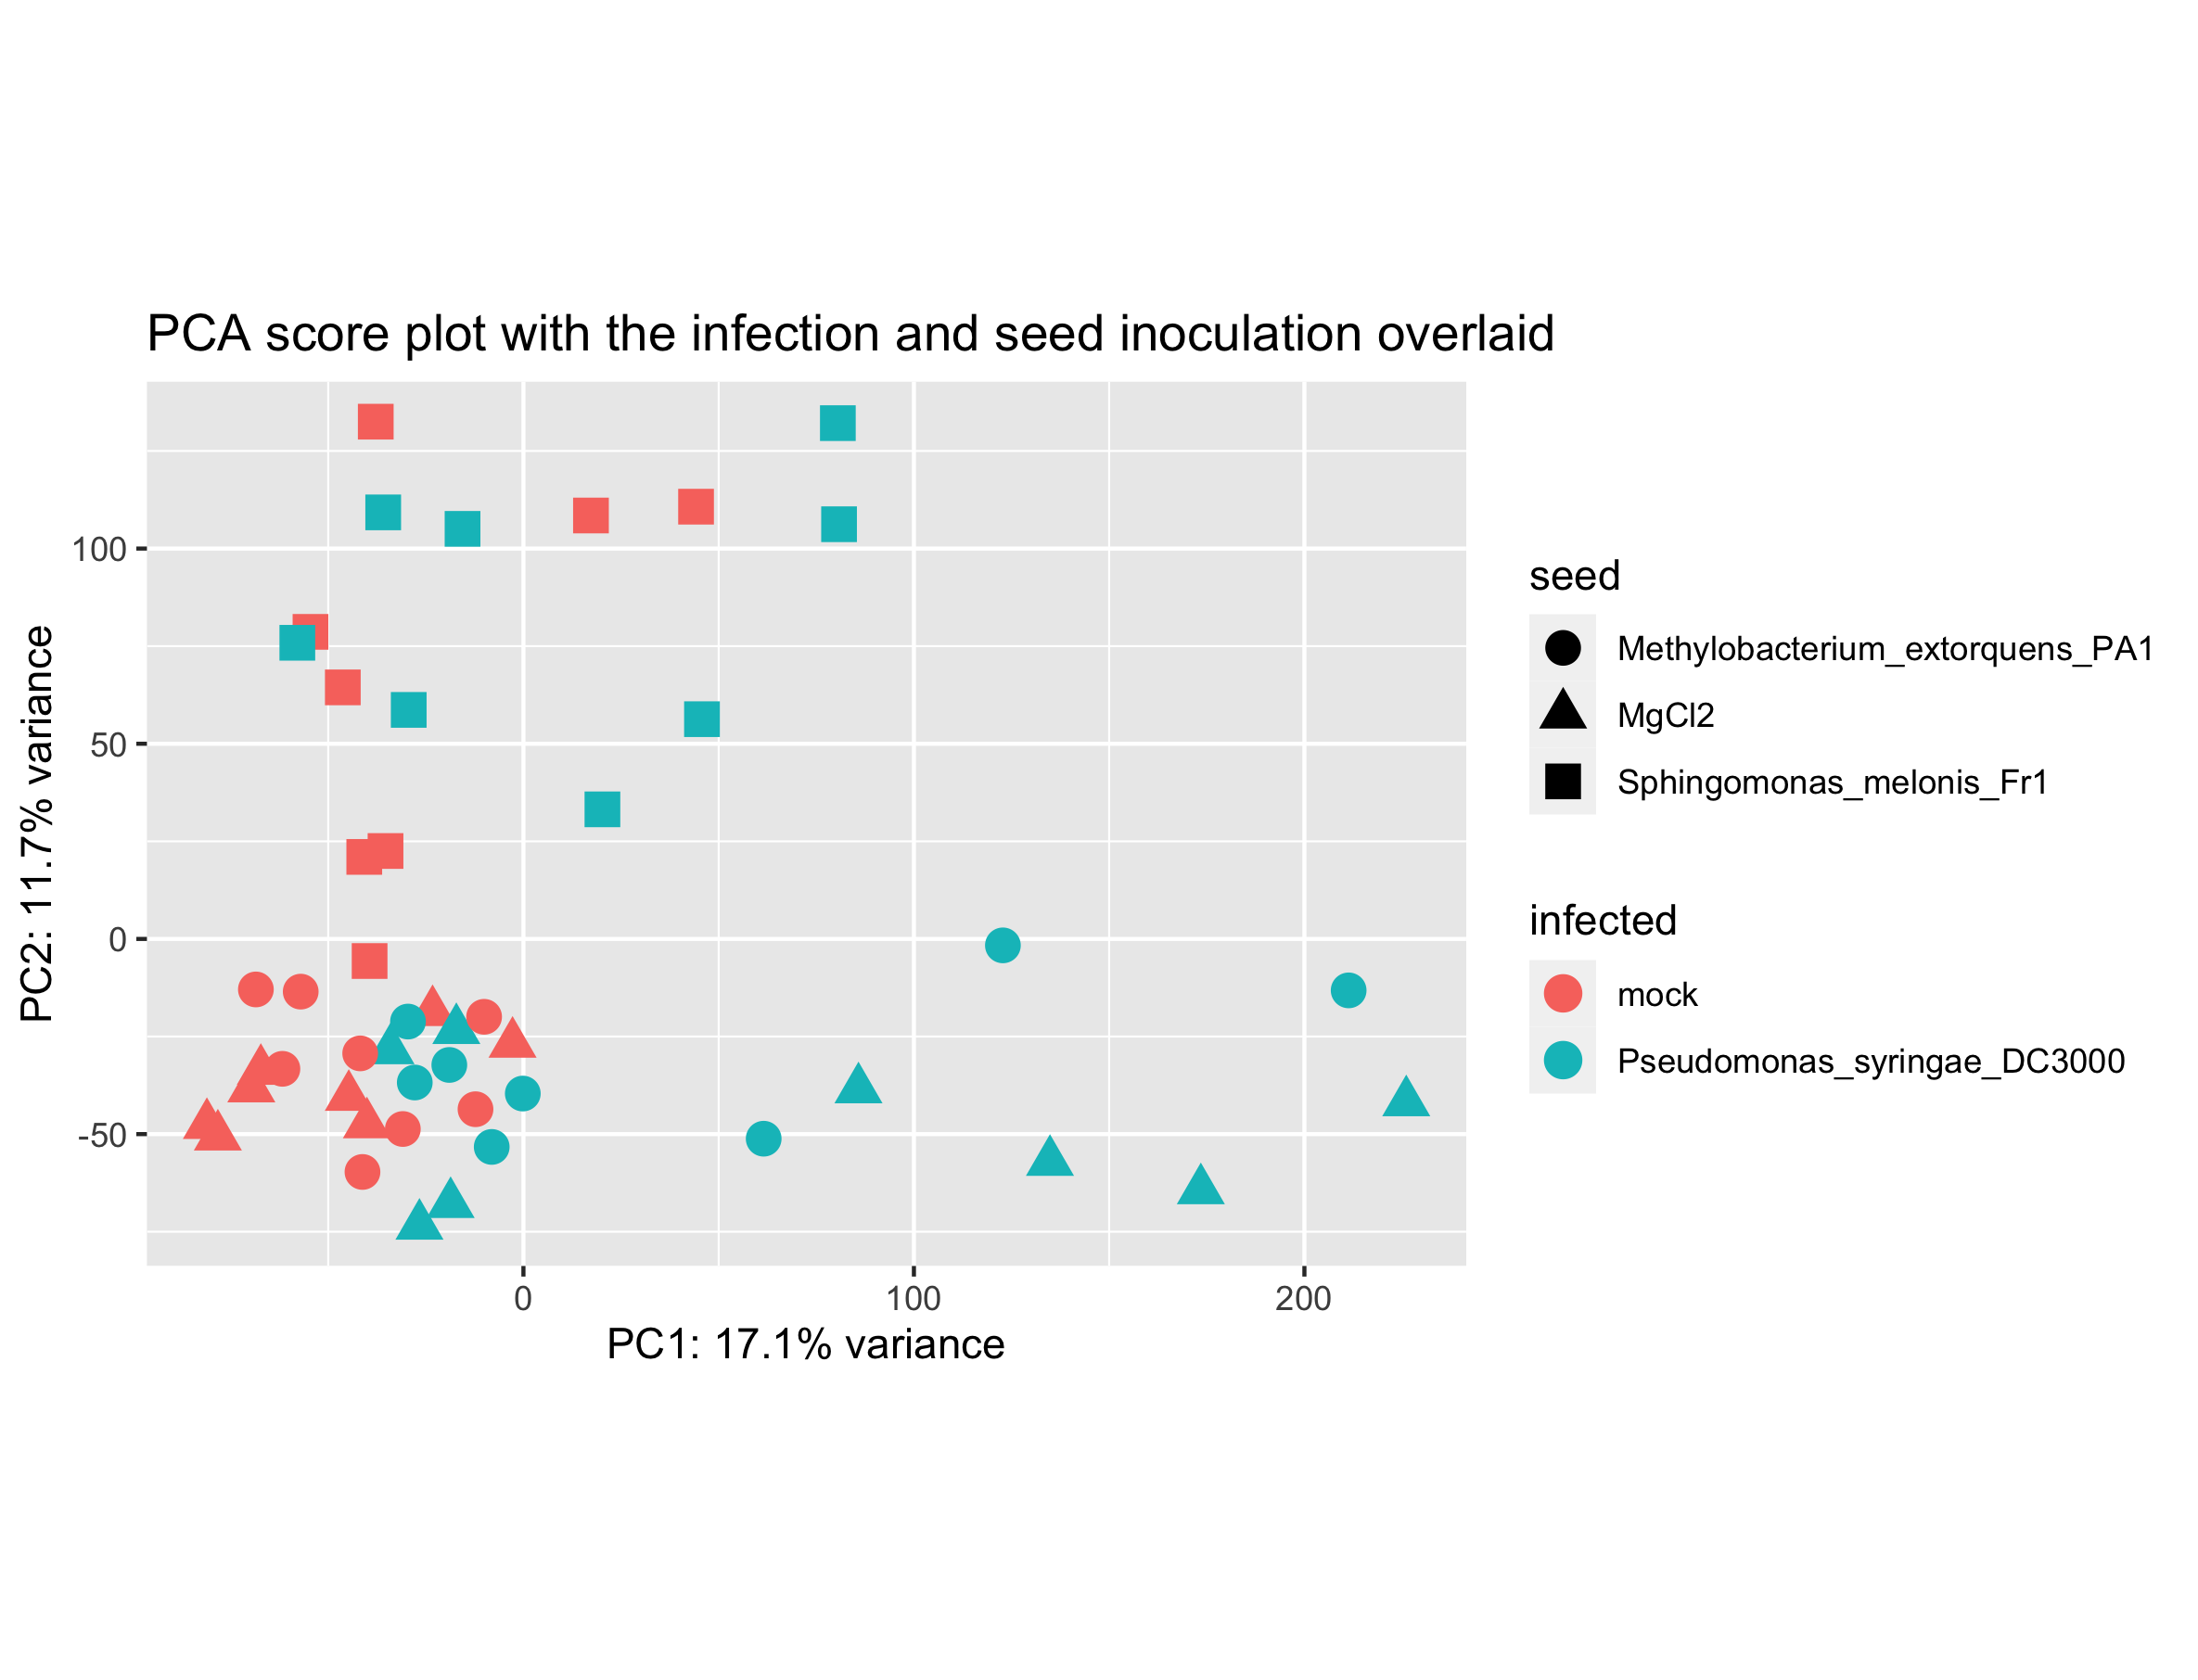 PCA score plot with the infection and seed inoculation overlaid
PC2: 11.7% variance
100
50
0
-50
0
100
200
PC1: 17.1% variance
seed
Methylobacterium_extorquens_PA1
MgCl2
Sphingomonas_melonis_Fr1
infected
mock
Pseudomonas_syringae_DC3000